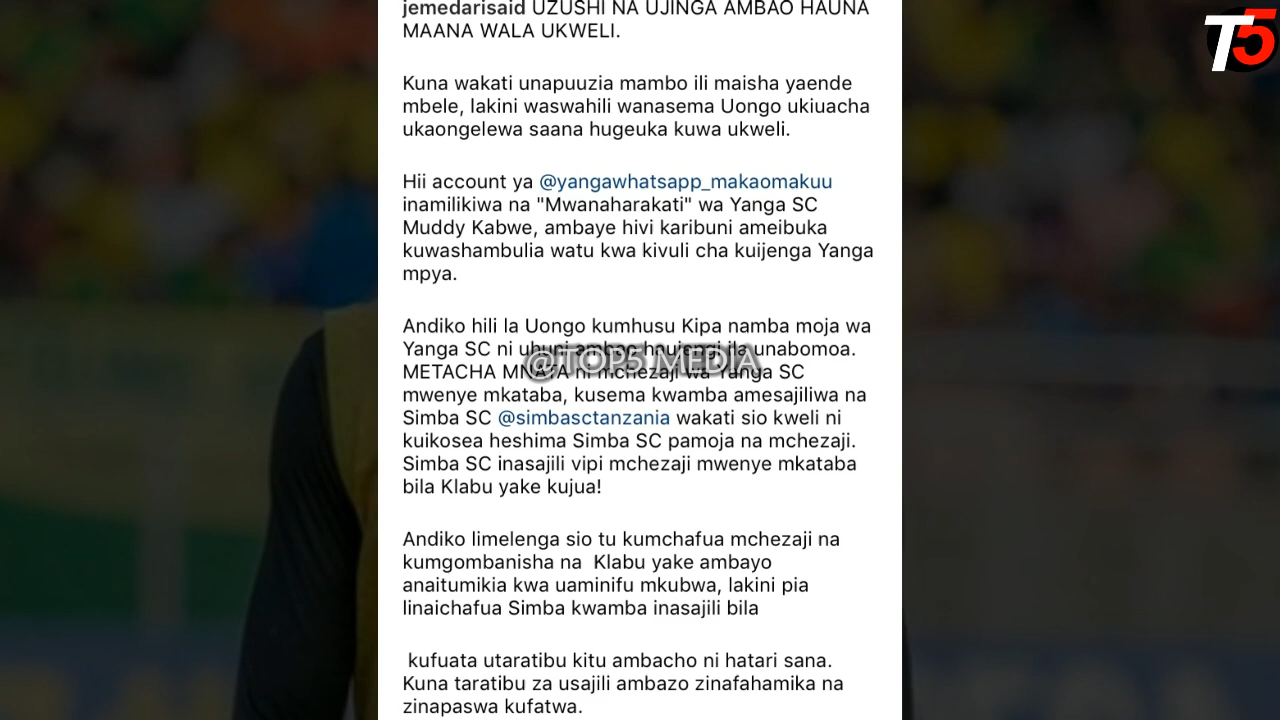 jemedarisaid UZUSHI NA UJINGA AMBAO HAUNA
MAANA WALA UKWELI.
Kuna wakati unapuuzia mambo ili maisha yaende
mbele, lakini waswahili wanasema Uongo ukiuacha
ukaongelewa saana hugeuka kuwa ukweli.
Hii account ya @yangawhatsapp_makaomakuu
inamilikiwa na "Mwanaharakati" wa Yanga SC
Muddy Kabwe, ambaye hivi karibuni ameibuka
kuwashambulia watu kwa kivuli cha kuijenga Yanga
mpya.
Andiko hili la Uongo kumhusu Kipa namba moja wa
Yanga SC ni uhuni ambao haujengi ila unabomoa.
@TOP5 MEDIA
METACHA MNATA ni mchezaji wa Yanga SC
mwenye mkataba, kusema kwamba amesajiliwa na
Simba SC @simbasctanzania wakati sio kweli ni
kuikosea heshima Simba SC pamoja na mchezaji.
Simba SC inasajili vipi mchezaji mwenye mkataba
bila Klabu yake kujua!
Andiko limelenga sio tu kumchafua mchezaji na
kumgombanisha na Klabu yake ambayo
anaitumikia kwa uaminifu mkubwa, lakini pia
linaichafua Simba kwamba inasajili bila
kufuata utaratibu kitu ambacho ni hatari sana.
Kuna taratibu za usajili ambazo zinafahamika na
zinapaswa kufatwa.
T5